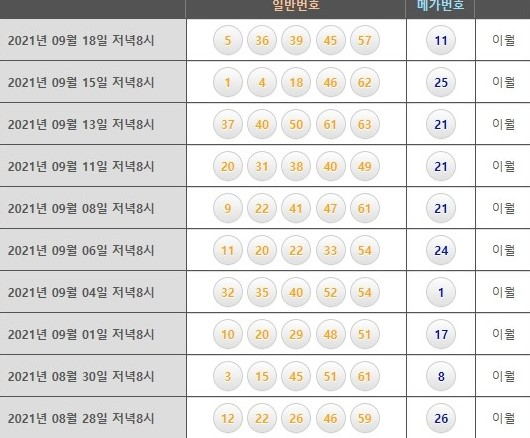 일반번호 메가번호
2021년 09월 18일 저녁8시 5 36 39 45 57 11 이월
2021년 09월 15일 저녁8시 1 4 18 46 62 25 이월
2021년 09월 13일 저녁8시 37 40 50 61 63 21 이월
2021년 09월 11일 저녁8시 20 31 38 40 49 21 이월
2021년 09월 08일 저녁8시 9 22 41 47 61 21 이월
2021년 09월 06일 저녁8시 11 20 22 33 54 24 이월
2021년 09월 04일 저녁8시 32 35 40 52 54 1 이월
2021년 09월 01일 저녁8시 10 20 29 48 51 17 이월
2021년 08월 30일 저녁8시 3 15 45 51 61 8 이월
2021년 08월 28일 저녁8시 12 22 26 46 59 26 이월